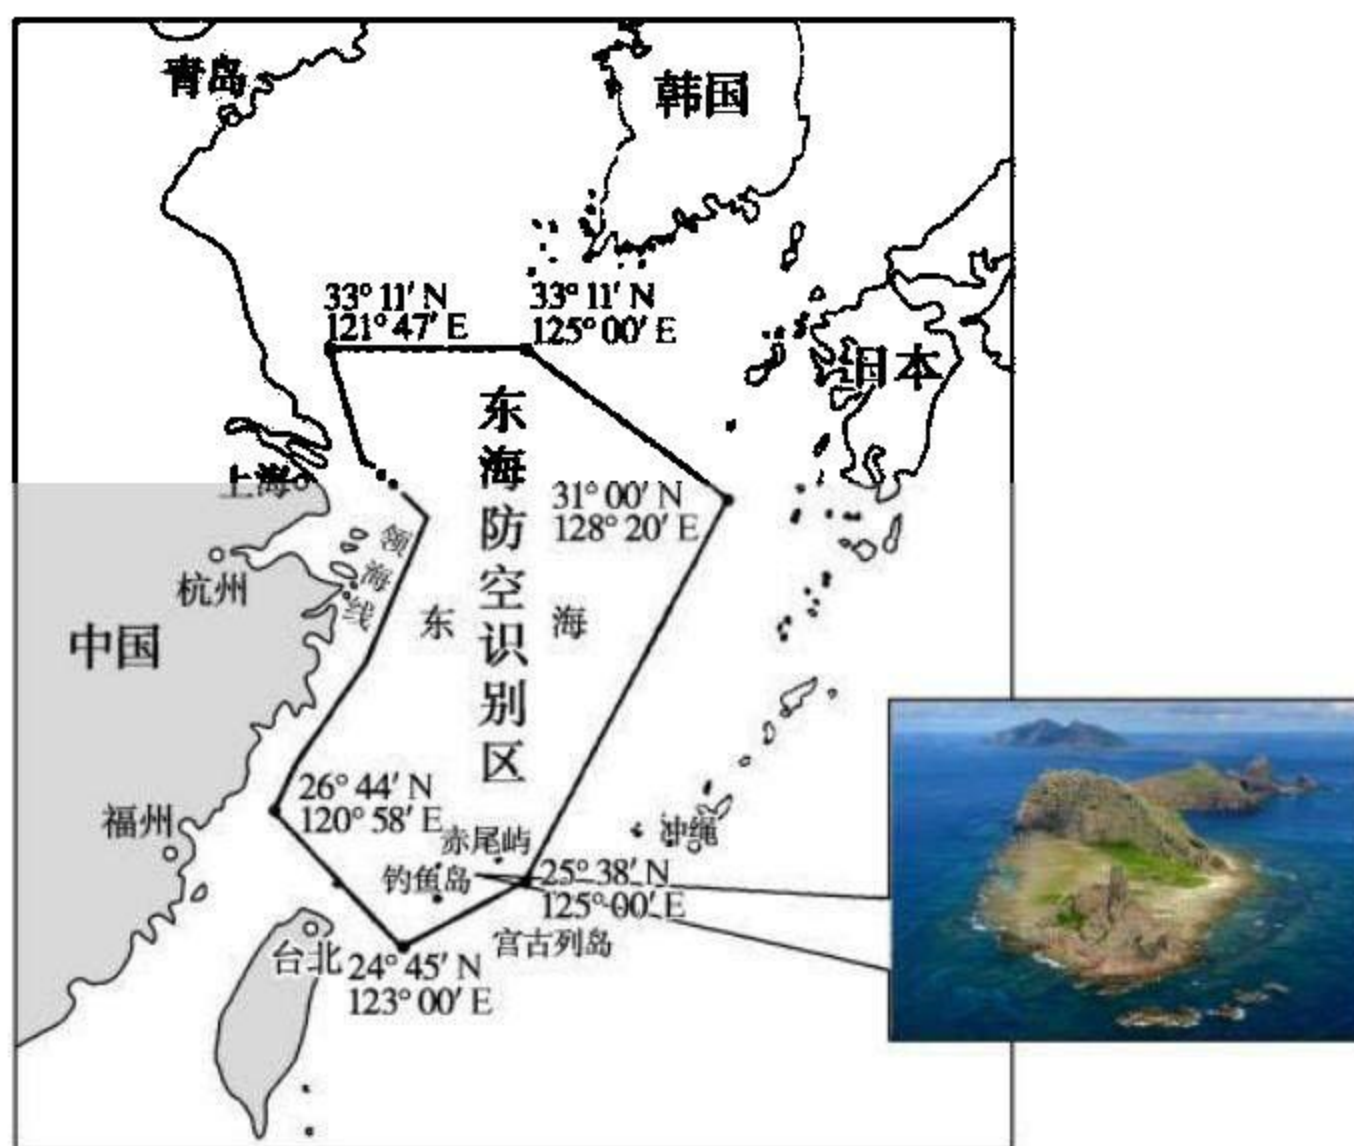 青岛
韩国
33° 11′ N
121° 47′ E
33° 11′ N
125° 00′ E
日本
东海防空识别区
上海
31° 00′ N
128° 20′ E
领海线
杭州
东海
中国
26° 44′ N
120° 58′ E
福州
赤尾屿
冲绳
钓鱼岛
25° 38′ N
125° 00′ E
宫古列岛
台北
24° 45′ N
123° 00′ E